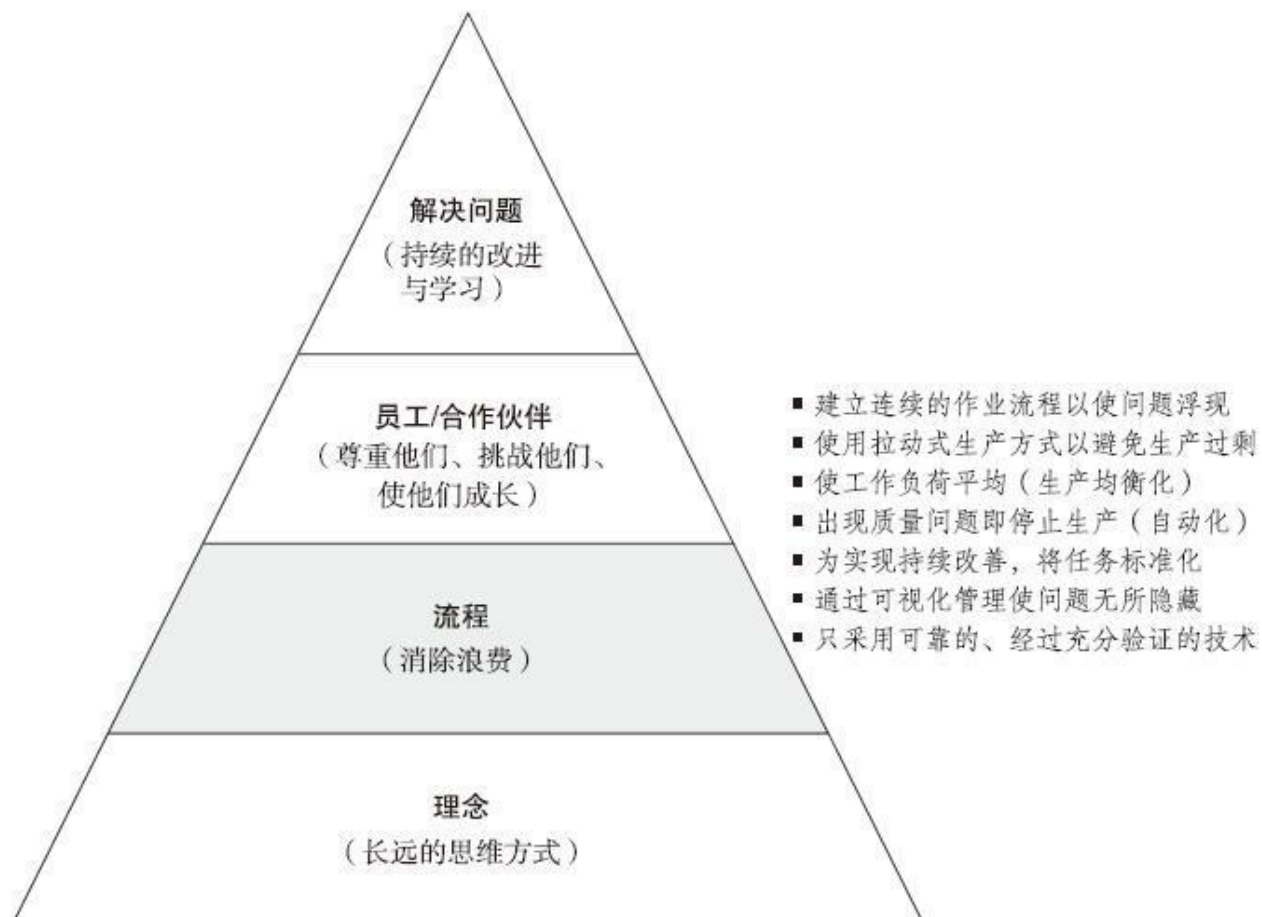 解决问题
（持续的改进
与学习）
员工/合作伙伴
（尊重他们、挑战他们、
使他们成长）
流程
（消除浪费）
理念
（长远的思维方式）
▪ 建立连续的作业流程以使问题浮现
▪ 使用拉动式生产方式以避免生产过剩
▪ 使工作负荷平均（生产均衡化）
▪ 出现质量问题即停止生产（自动化）
▪ 为实现持续改善，将任务标准化
▪ 通过可视化管理使问题无所隐藏
▪ 只采用可靠的、经过充分验证的技术